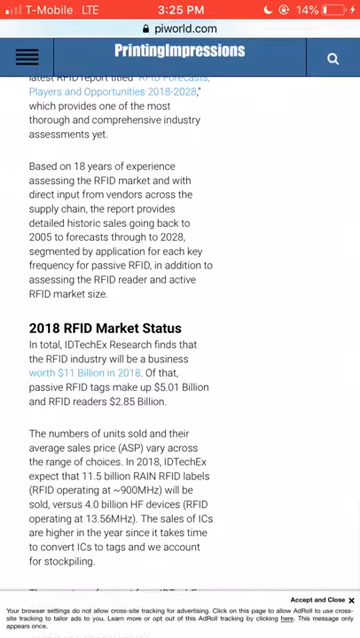 T-Mobile LTE 3:25 PM 14%
piworld.com
PrintingImpressions
latest RFID report titled "RFID Forecasts,
Players and Opportunities 2018-2028,"
which provides one of the most
thorough and comprehensive industry
assessments yet.
Based on 18 years of experience
assessing the RFID market and with
direct input from vendors across the
supply chain, the report provides
detailed historic sales going back to
2005 to forecasts through to 2028,
segmented by application for each key
frequency for passive RFID, in addition to
assessing the RFID reader and active
RFID market size.
2018 RFID Market Status
In total, IDTechEx Research finds that
the RFID industry will be a business
worth $11 Billion in 2018. Of that,
passive RFID tags make up $5.01 Billion
and RFID readers $2.85 Billion.
The numbers of units sold and their
average sales price (ASP) vary across
the range of choices. In 2018, IDTechEx
expect that 11.5 billion RAIN RFID labels
(RFID operating at ~900MHz) will be
sold, versus 4.0 billion HF devices (RFID
operating at 13.56MHz). The sales of ICs
are higher in the year since it takes time
to convert ICs to tags and we account
for stockpiling.
Accept and Close ✕
Your browser settings do not allow cross-site tracking for advertising. Click on this page to allow AdRoll to use cross-
site tracking to tailor ads to you. Learn more or opt out of this AdRoll tracking by clicking here. This message only
appears once.